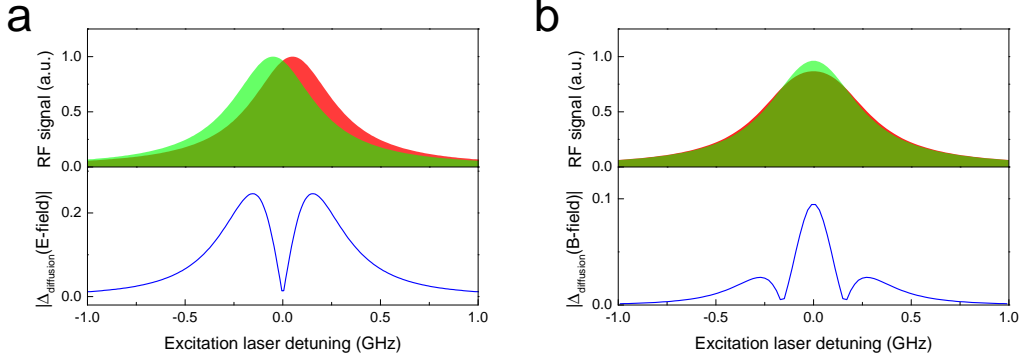 a
RF signal (a.u.)
1.0
0.5
0.0
|Δdiffusion(E-field)|
0.2
0.0
-1.0 -0.5 0.0 0.5 1.0
Excitation laser detuning (GHz)
b
RF signal (a.u.)
1.0
0.5
0.0
|Δdiffusion(B-field)|
0.1
0.0
-1.0 -0.5 0.0 0.5 1.0
Excitation laser detuning (GHz)